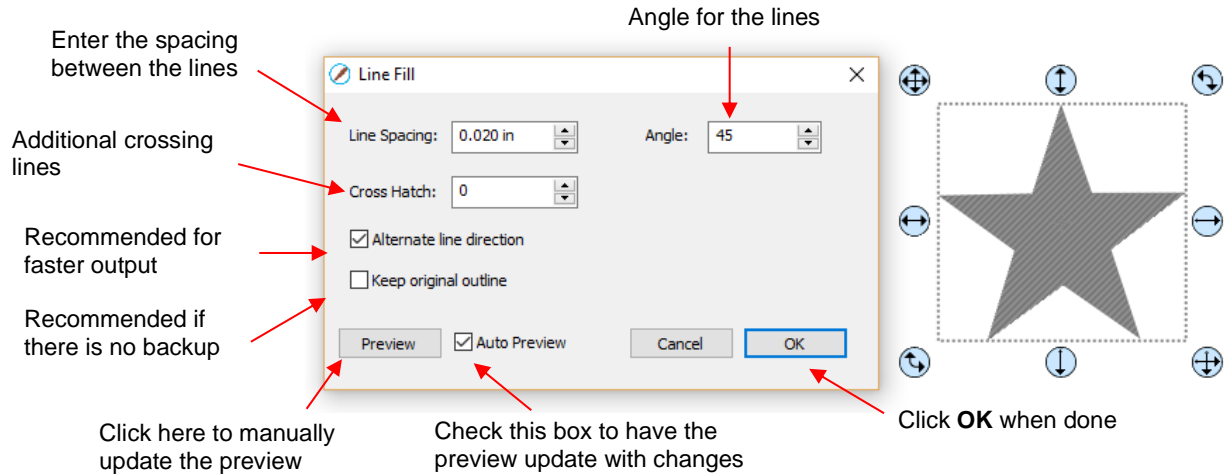 Angle for the lines
Enter the spacing
between the lines
Line Fill
Line Spacing: 0.020 in Angle: 45
Additional crossing
lines
Cross Hatch: 0
Alternate line direction
Recommended for
faster output
Keep original outline
Recommended if
there is no backup
Preview Auto Preview Cancel OK
Click here to manually
update the preview
Check this box to have the
preview update with changes
Click OK when done